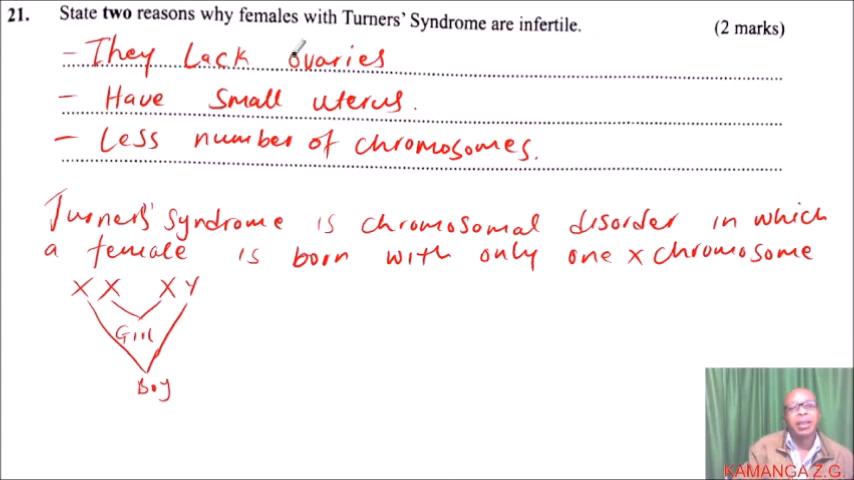 21. State two reasons why females with Turners' Syndrome are infertile. (2 marks)
- They Lack ovaries
- Have Small uterus.
- Less number of chromosomes.
Turners' Syndrome is chromosomal disorder in which
a female is born with only one x chromosome
X X X Y
Girl
Boy
KAMANGA Z.G.